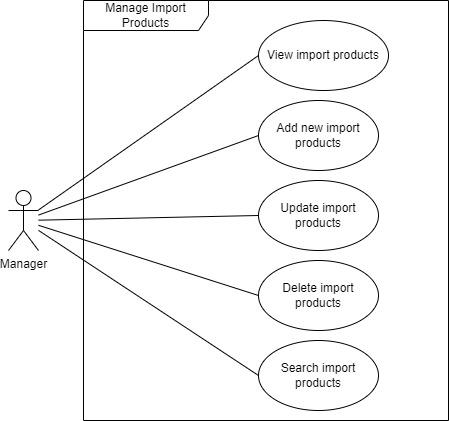 Manage Import
Products
View import products
Add new import
products
Update import
products
Manager
Delete import
products
Search import
products